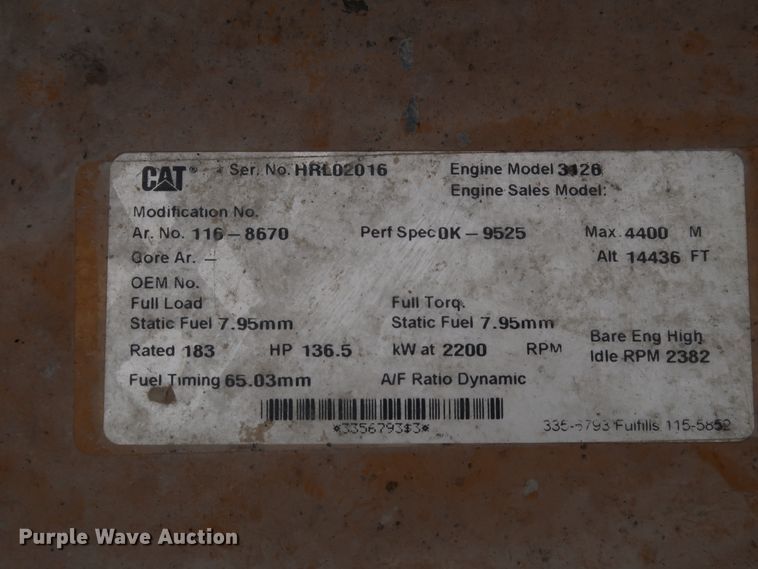 CAT® Ser. No. HRL02016 Engine Model 3126
Engine Sales Model:
Modification No.
Ar. No. 116-8670 Perf Spec 0K-9525 Max. 4400 M
Core Ar. - Alt 14436 FT
OEM No.
Full Load Full Torq.
Static Fuel 7.95mm Static Fuel 7.95mm
Rated 183 HP 136.5 kW at 2200 RPM Bare Eng High
Idle RPM 2382
Fuel Timing 65.03mm A/F Ratio Dynamic
*3356793$3*
335-6793 Fulfills 115-5852
Purple Wave Auction